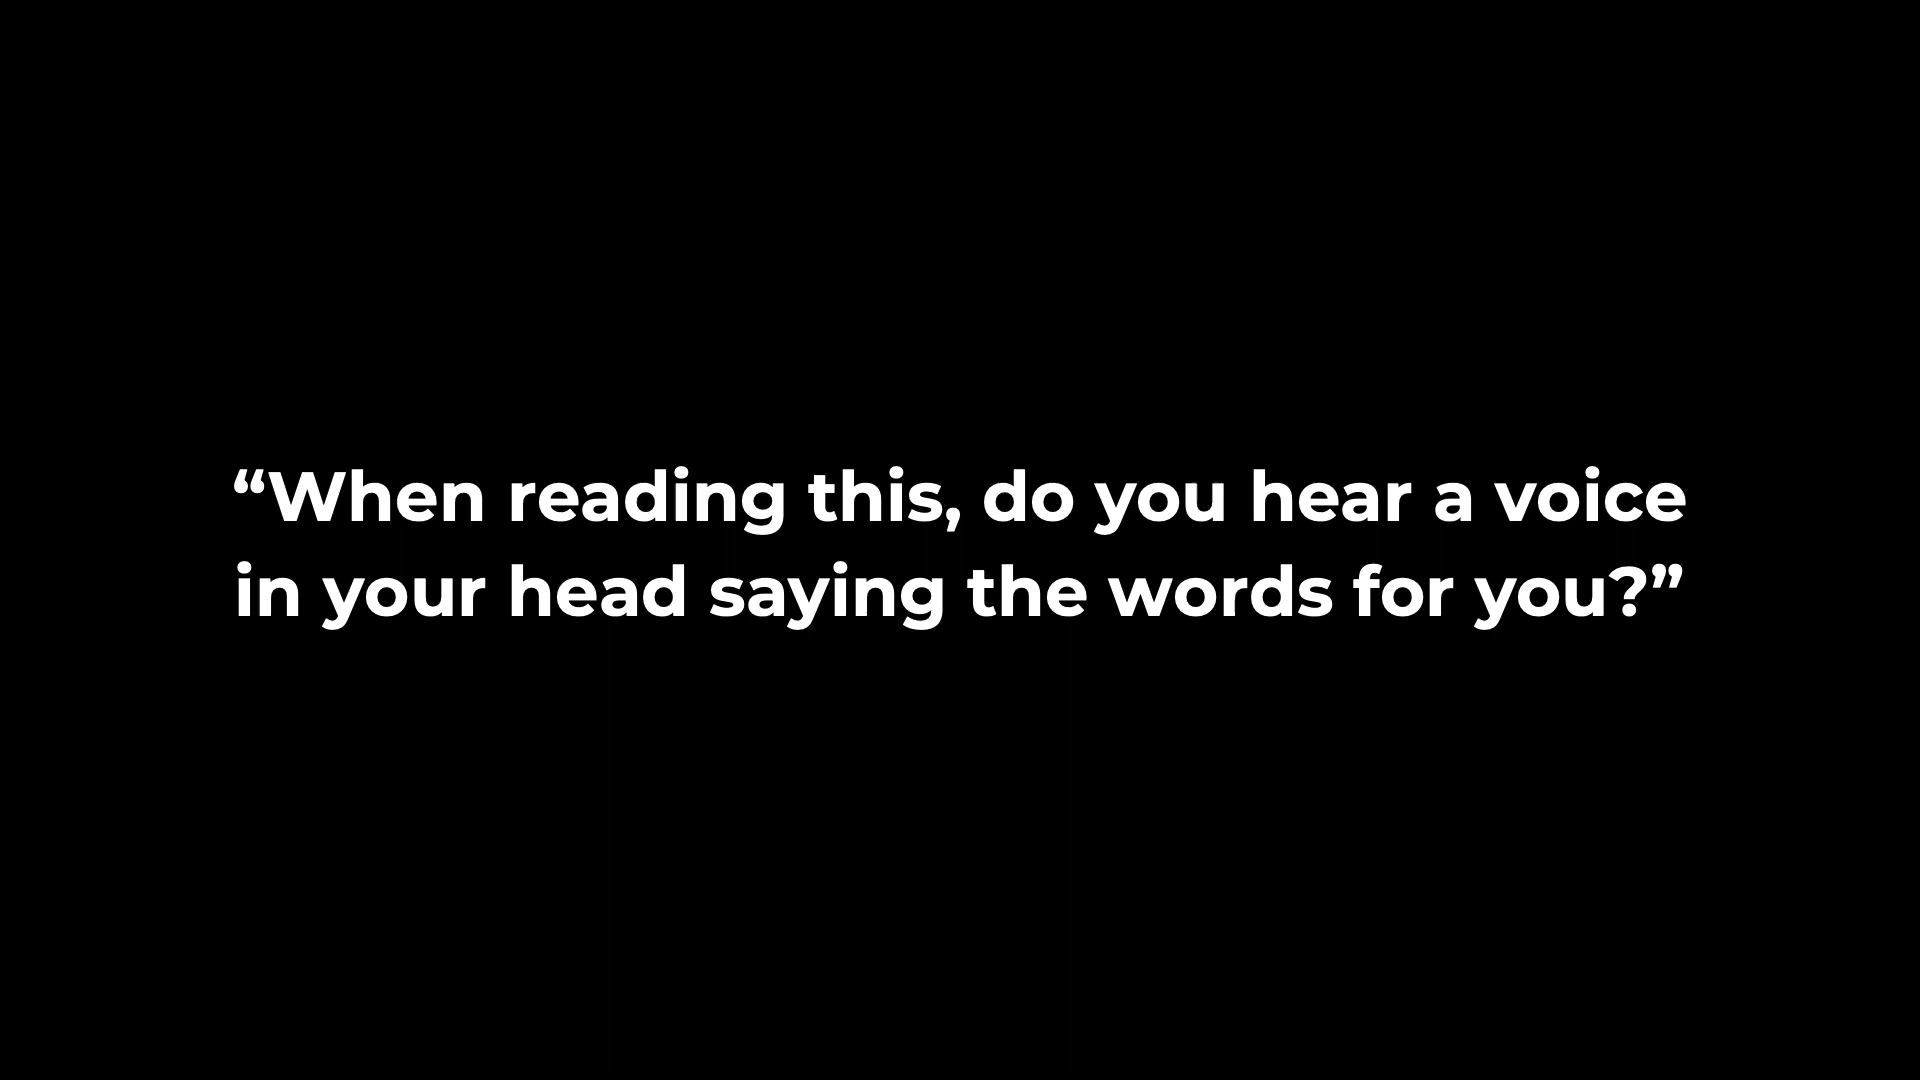 “When reading this, do you hear a voice
in your head saying the words for you?”